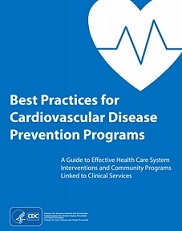 Best Practices for
Cardiovascular Disease
Prevention Programs
A Guide to Effective Health Care System
Interventions and Community Programs
Linked to Clinical Services
CDC